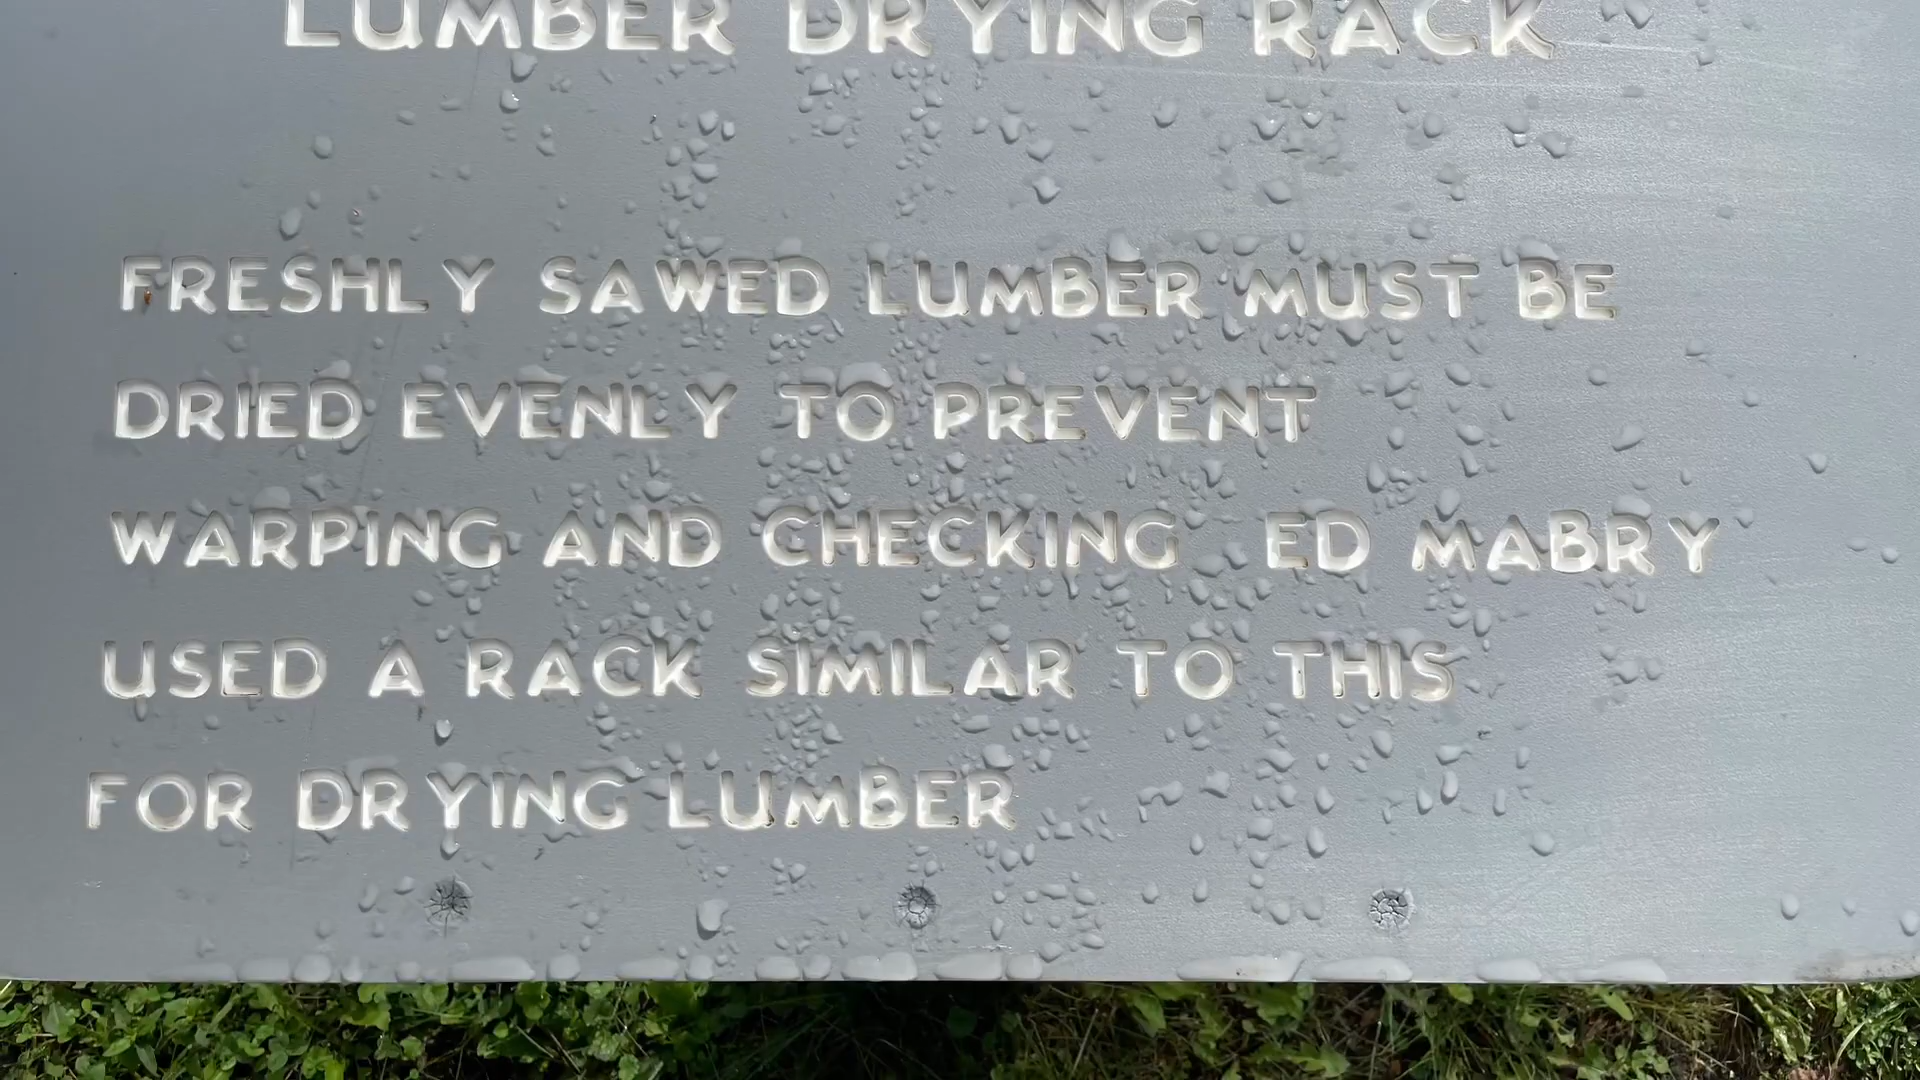 LUMBER DRYING RACK
FRESHLY SAWED LUMBER MUST BE
DRIED EVENLY TO PREVENT
WARPING AND CHECKING ED MABRY
USED A RACK SIMILAR TO THIS
FOR DRYING LUMBER